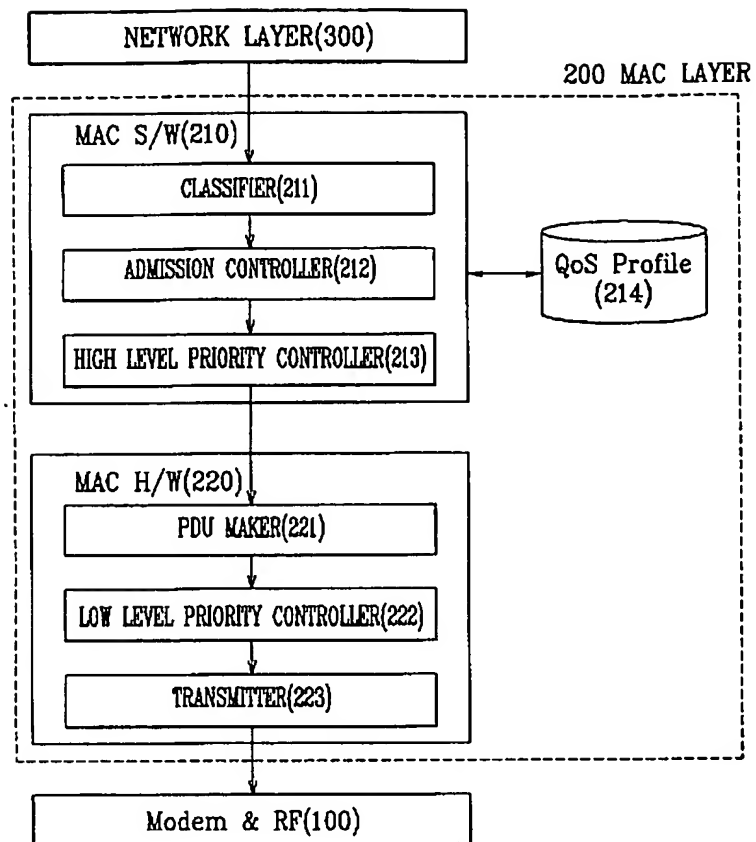 NETWORK LAYER(300)
200 MAC LAYER
MAC S/W(210)
CLASSIFIER(211)
ADMISSION CONTROLLER(212)
HIGH LEVEL PRIORITY CONTROLLER(213)
QoS Profile
(214)
MAC H/W(220)
PDU MAKER(221)
LOW LEVEL PRIORITY CONTROLLER(222)
TRANSMITTER(223)
Modem & RF(100)